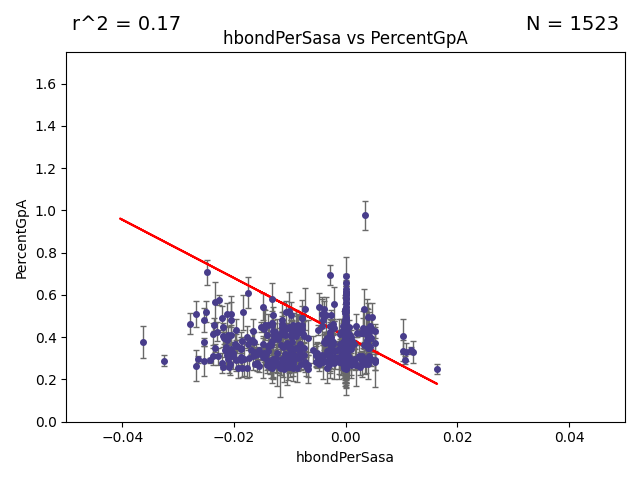 r^2 = 0.17
N = 1523
hbondPerSasa vs PercentGpA
1.6
1.4
1.2
1.0
0.8
0.6
0.4
0.2
0.0
PercentGpA
−0.04
−0.02
0.00
0.02
0.04
hbondPerSasa